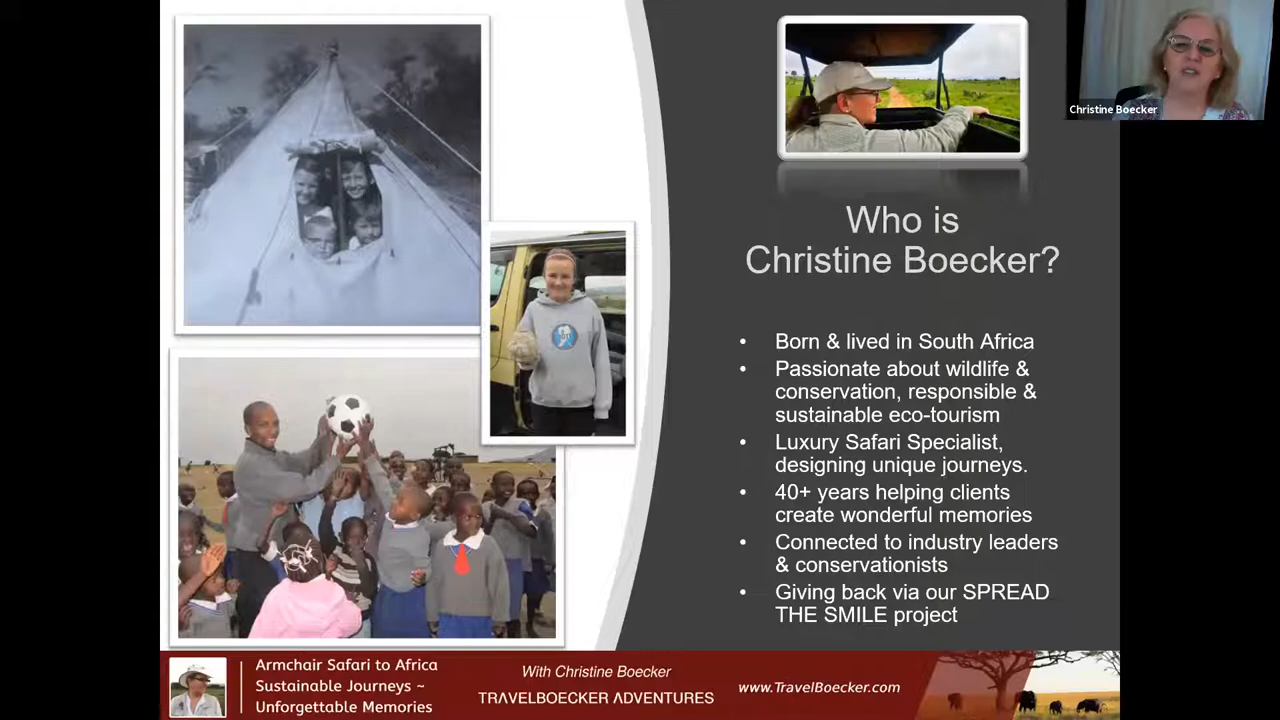 Christine Boecker
Who is
Christine Boecker?
• Born & lived in South Africa
• Passionate about wildlife &
conservation, responsible &
sustainable eco-tourism
• Luxury Safari Specialist,
designing unique journeys.
• 40+ years helping clients
create wonderful memories
• Connected to industry leaders
& conservationists
• Giving back via our SPREAD
THE SMILE project
Armchair Safari to Africa
Sustainable Journeys ~
Unforgettable Memories
With Christine Boecker
TRAVELBOECKER ADVENTURES
www.TravelBoecker.com